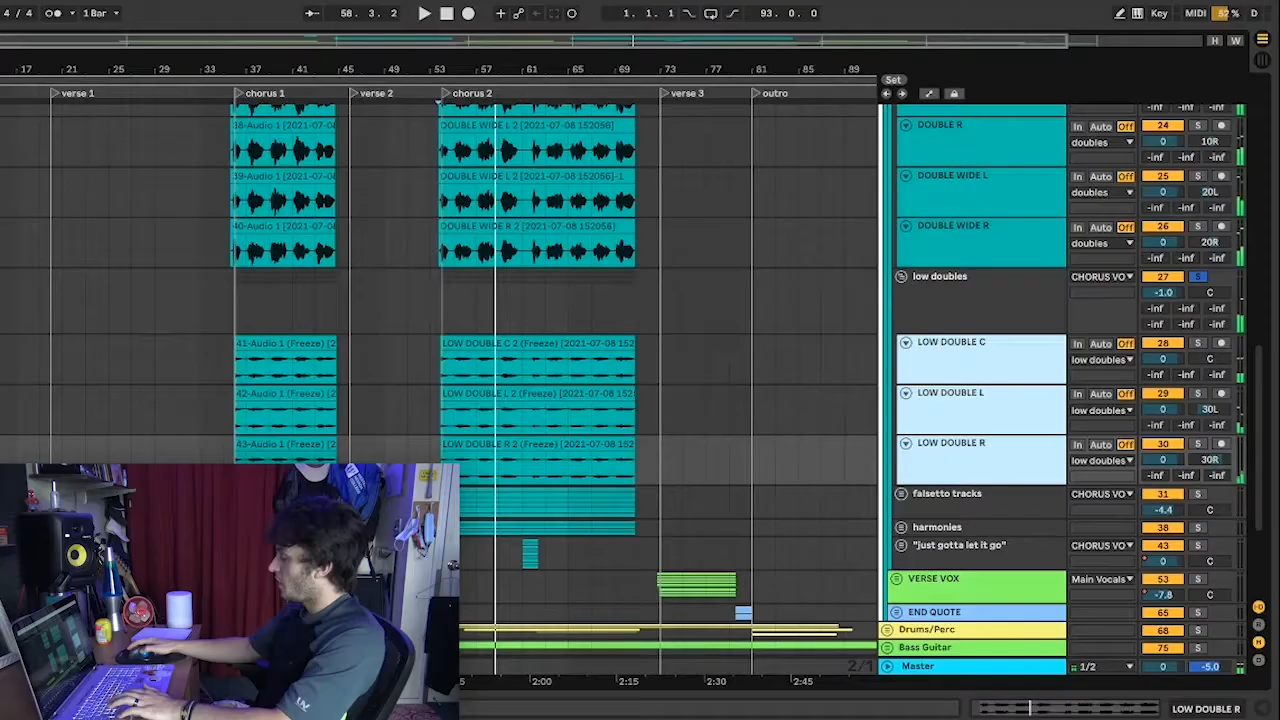 4 / 4 1 Bar 58. 3. 2 1. 1. 1 93. 0. 0 Key MIDI 52 % D
H W
17 21 25 29 33 37 41 45 49 53 57 61 65 69 73 77 81 85 89 Set
verse 1 chorus 1 verse 2 chorus 2 verse 3 outro
-inf -inf -inf
38-Audio 1 [2021-07-08 DOUBLE WIDE L 2 [2021-07-08 152056] DOUBLE R In Auto Off 24 S
doubles 0 10R
-inf -inf -inf
39-Audio 1 [2021-07-08 DOUBLE WIDE L 2 [2021-07-08 152056]-1 DOUBLE WIDE L In Auto Off 25 S
doubles 0 20L
-inf -inf -inf
40-Audio 1 [2021-07-08 DOUBLE WIDE R 2 [2021-07-08 152056] DOUBLE WIDE R In Auto Off 26 S
doubles 0 20R
-inf -inf -inf
low doubles CHORUS VO 27 S
-1.0 C
-inf -inf -inf
-inf -inf -inf
41-Audio 1 (Freeze) [2 LOW DOUBLE C 2 (Freeze) [2021-07-08 152 LOW DOUBLE C In Auto Off 28 S
low doubles 0 C
-inf -inf -inf
42-Audio 1 (Freeze) [2 LOW DOUBLE L 2 (Freeze) [2021-07-08 152 LOW DOUBLE L In Auto Off 29 S
low doubles 0 30L
-inf -inf -inf
43-Audio 1 (Freeze) [2 LOW DOUBLE R 2 (Freeze) [2021-07-08 152 LOW DOUBLE R In Auto Off 30 S
low doubles 0 30R
-inf -inf -inf
falsetto tracks CHORUS VO 31 S
-4.4 C
harmonies 38 S
"just gotta let it go" CHORUS VO 43 S
0 C
VERSE VOX Main Vocals 53 S
-7.8 C
END QUOTE 65 S
Drums/Perc 68 S
Bass Guitar 75 S
2/1 Master 1/2 0 -5.0
2:00 2:15 2:30 2:45
LOW DOUBLE R